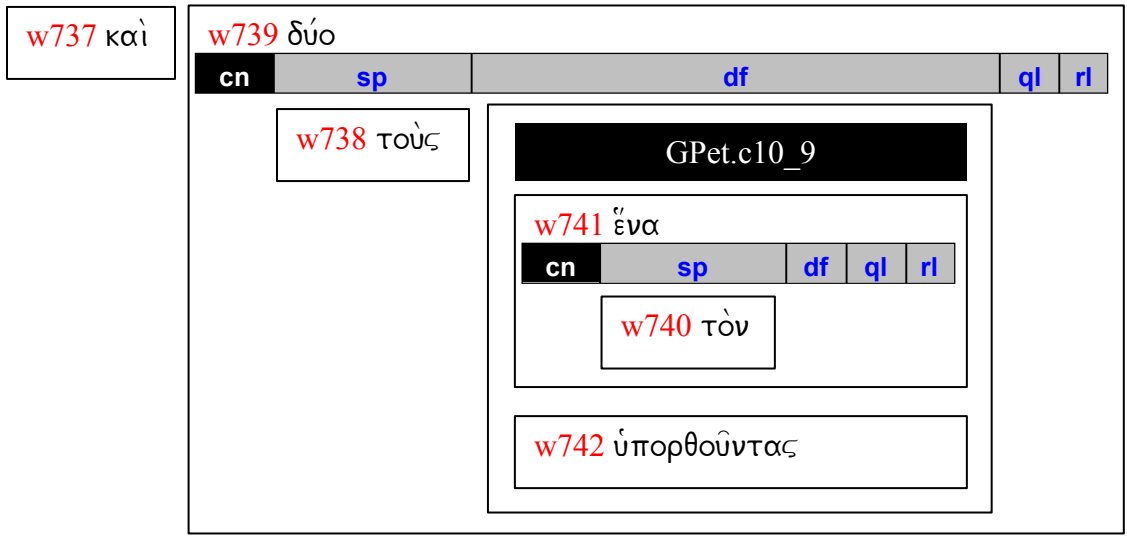 w737 καὶ
w739 δύο
cn sp df ql rl
w738 τοὺς
GPet.c10_9
w741 ἕνα
cn sp df ql rl
w740 τὸν
w742 ὑπορθοῦντας